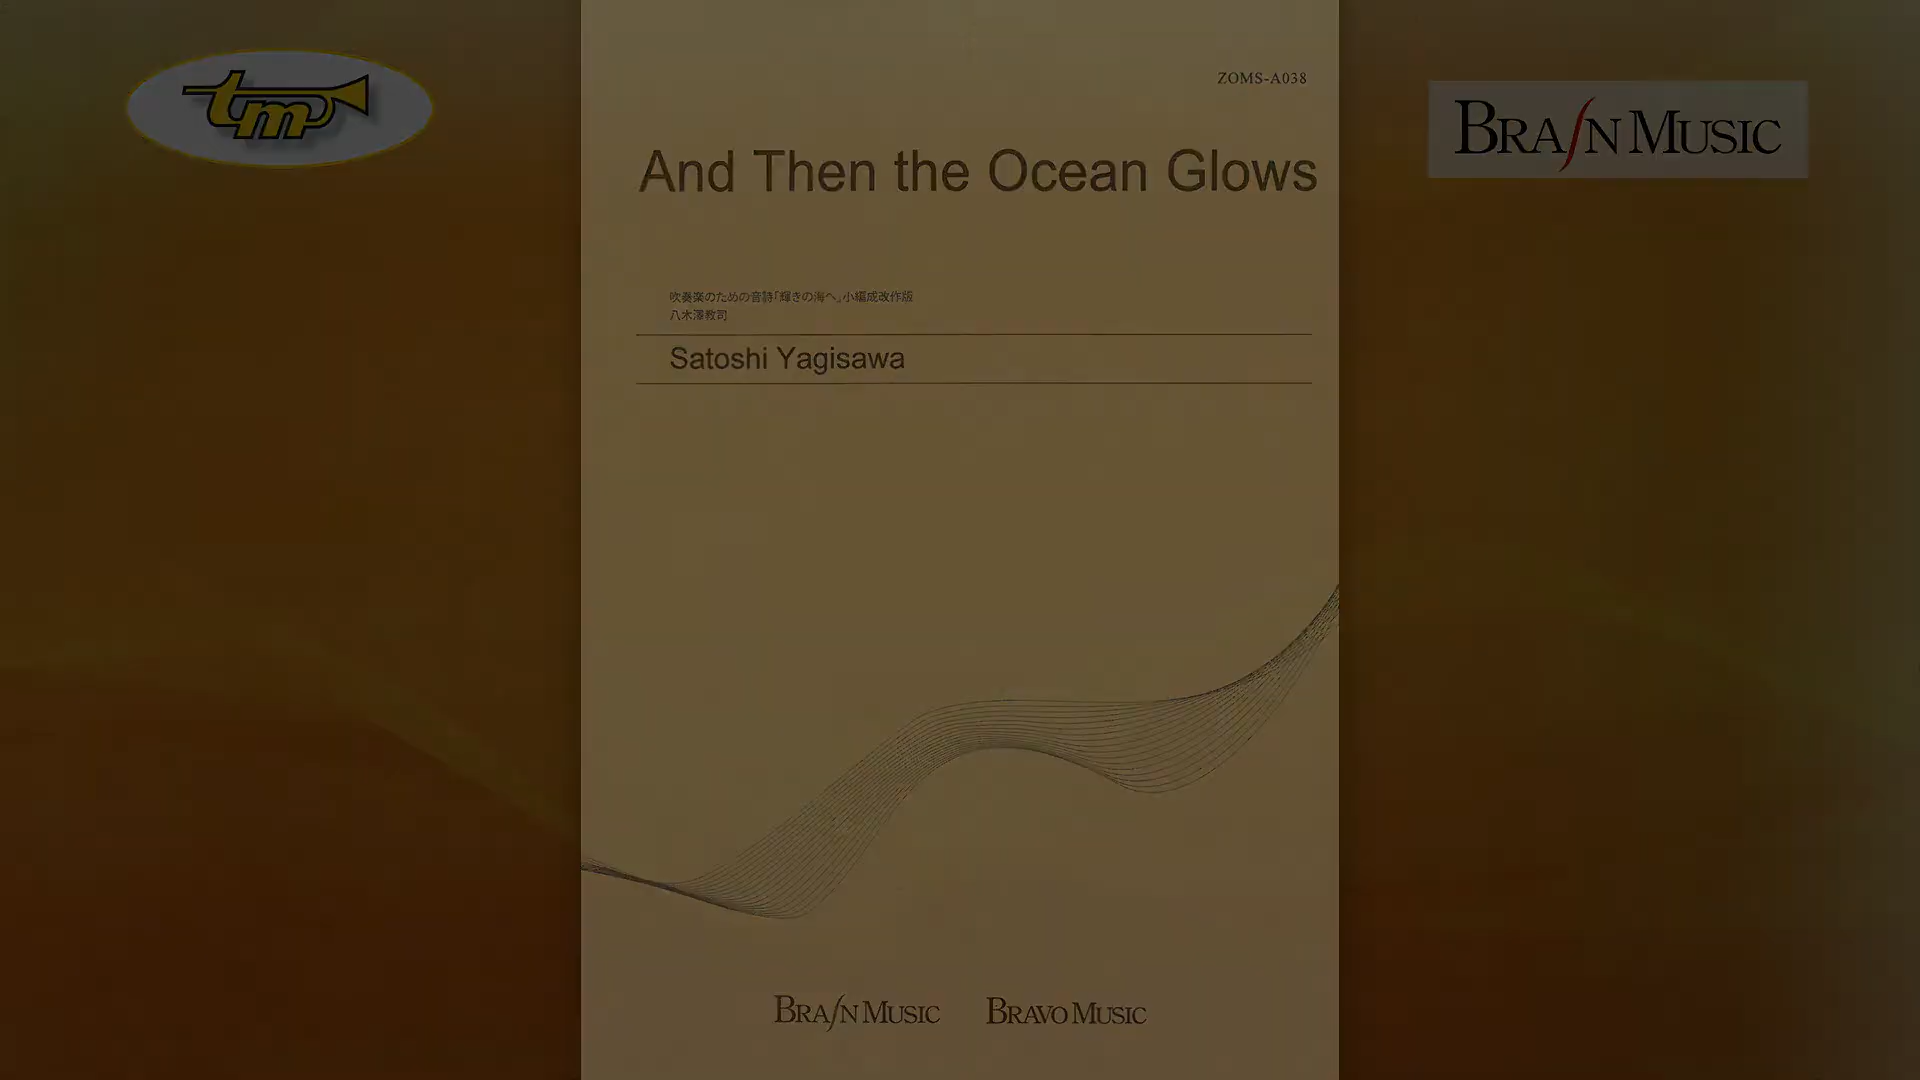 tm
BRAIN MUSIC
ZOMS-A038
And Then the Ocean Glows
吹奏楽のための音詩「輝きの海へ」小編成改作版
八木澤教司
Satoshi Yagisawa
BRAIN MUSIC
BRAVO MUSIC